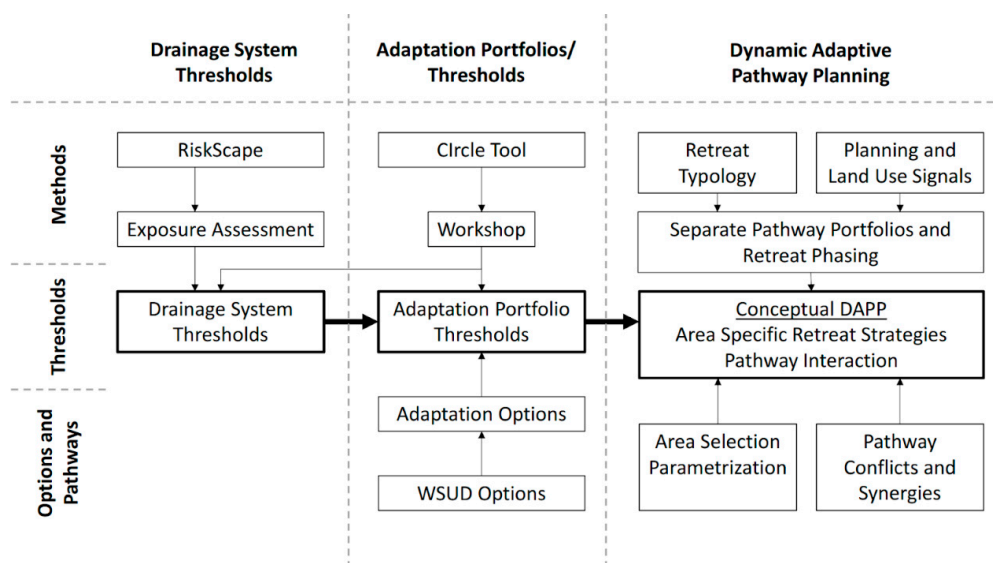 Drainage System
Thresholds
Adaptation Portfolios/
Thresholds
Dynamic Adaptive
Pathway Planning
Methods
RiskScape
CIrcle Tool
Retreat
Typology
Planning and
Land Use Signals
Exposure Assessment
Workshop
Separate Pathway Portfolios and
Retreat Phasing
Thresholds
Drainage System
Thresholds
Adaptation Portfolio
Thresholds
Conceptual DAPP
Area Specific Retreat Strategies
Pathway Interaction
Options and
Pathways
Adaptation Options
WSUD Options
Area Selection
Parametrization
Pathway
Conflicts and
Synergies